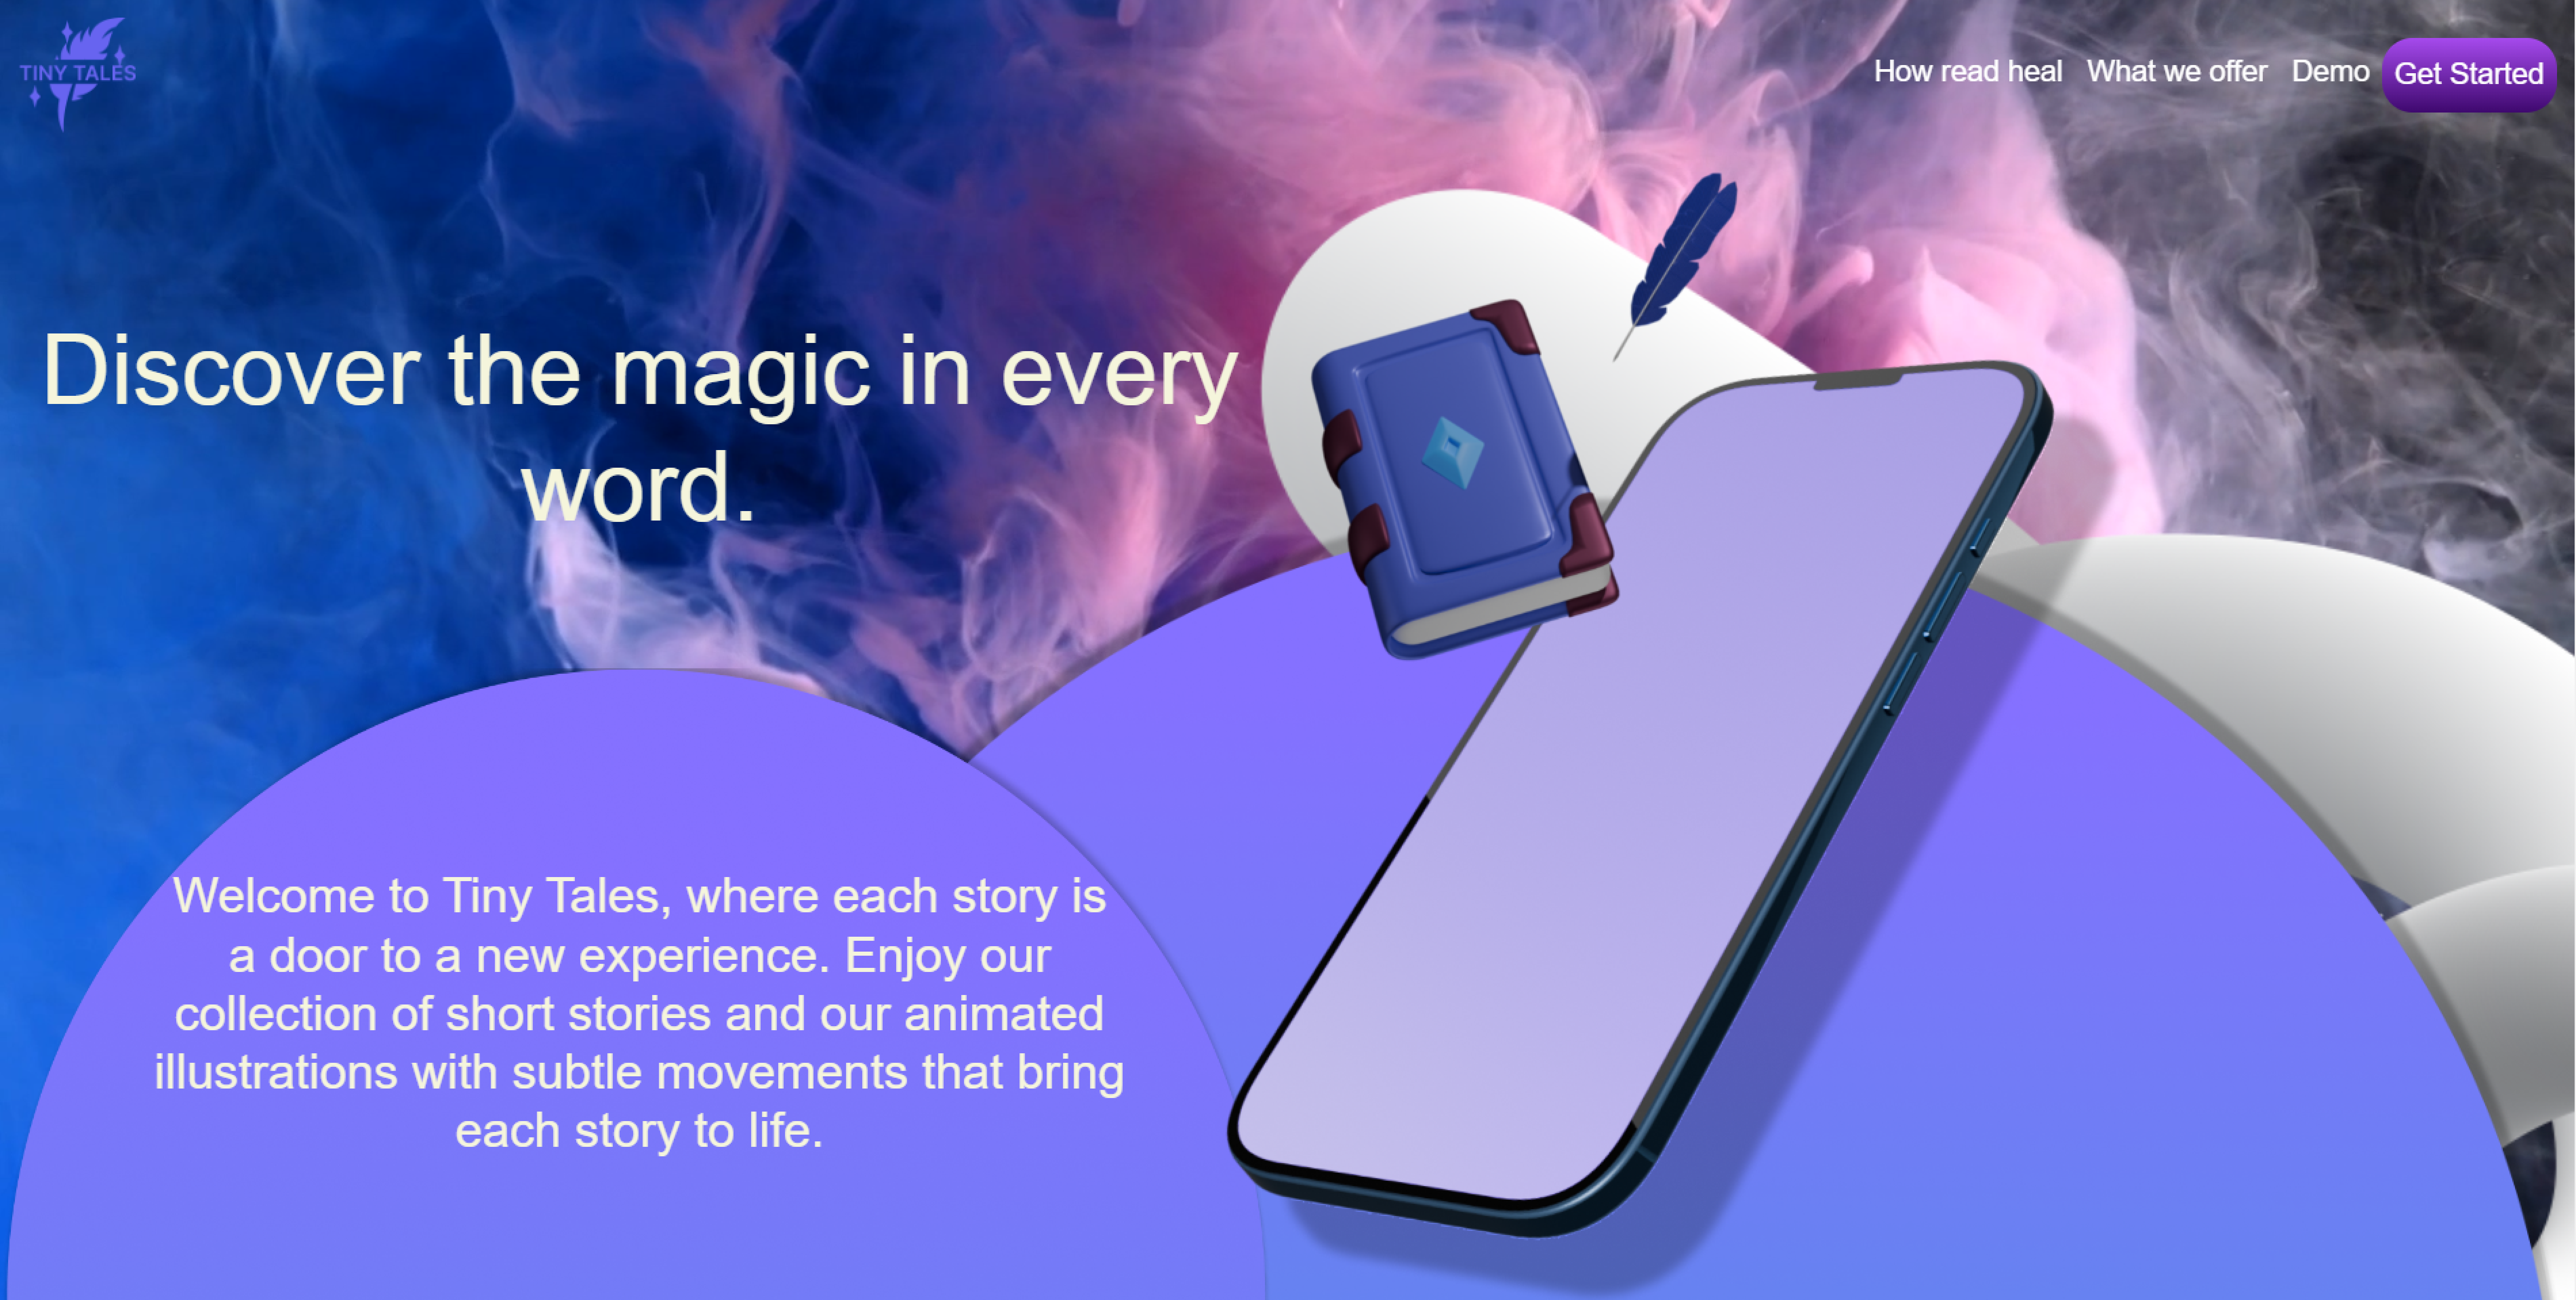 TINY TALES
How read heal What we offer Demo Get Started
Discover the magic in every
word.
Welcome to Tiny Tales, where each story is
a door to a new experience. Enjoy our
collection of short stories and our animated
illustrations with subtle movements that bring
each story to life.